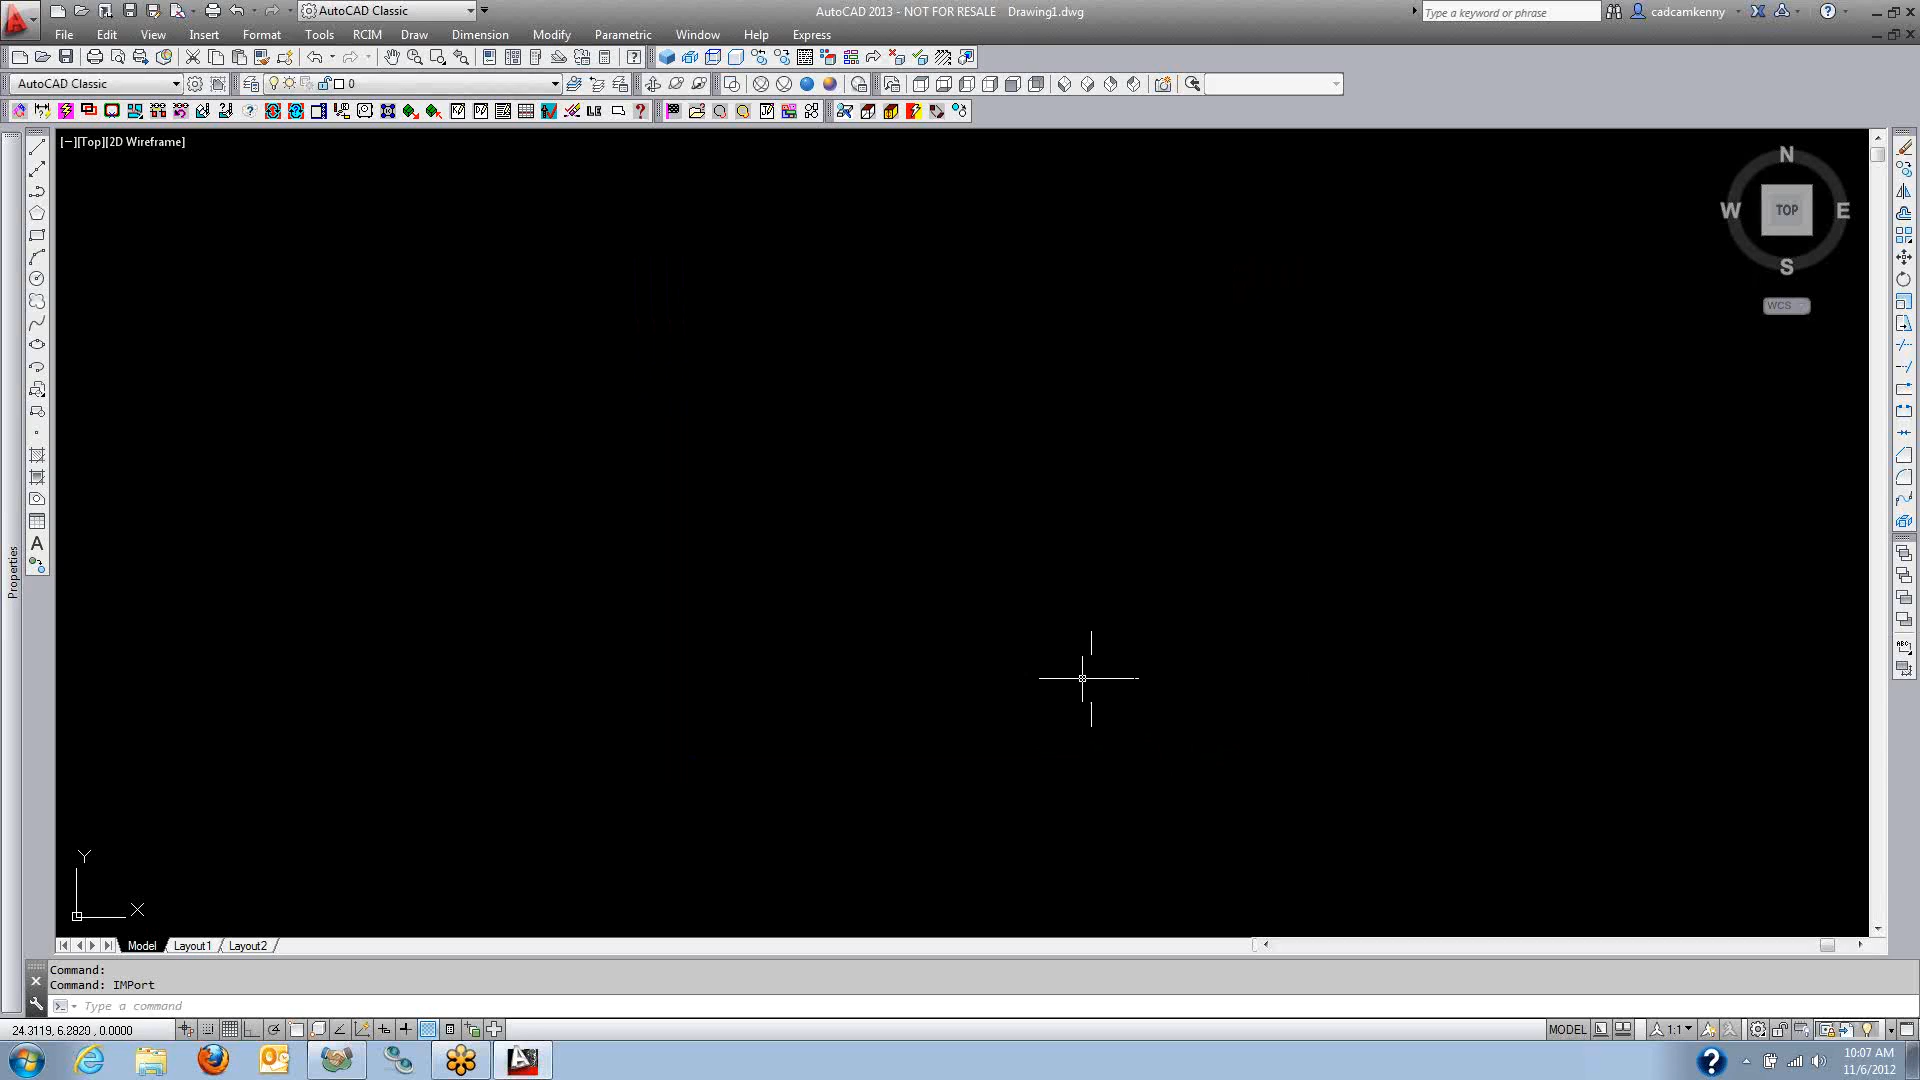 AutoCAD Classic
AutoCAD 2013 - NOT FOR RESALE Drawing1.dwg
Type a keyword or phrase
cadcamkenny
File Edit View Insert Format Tools RCIM Draw Dimension Modify Parametric Window Help Express
AutoCAD Classic
0
[−][Top][2D Wireframe]
N
W TOP E
S
WCS
Properties
A
Y
X
Model Layout1 Layout2
Command:
Command: IMPort
Type a command
24.3119, 6.2820, 0.0000
MODEL
1:1
10:07 AM
11/6/2012